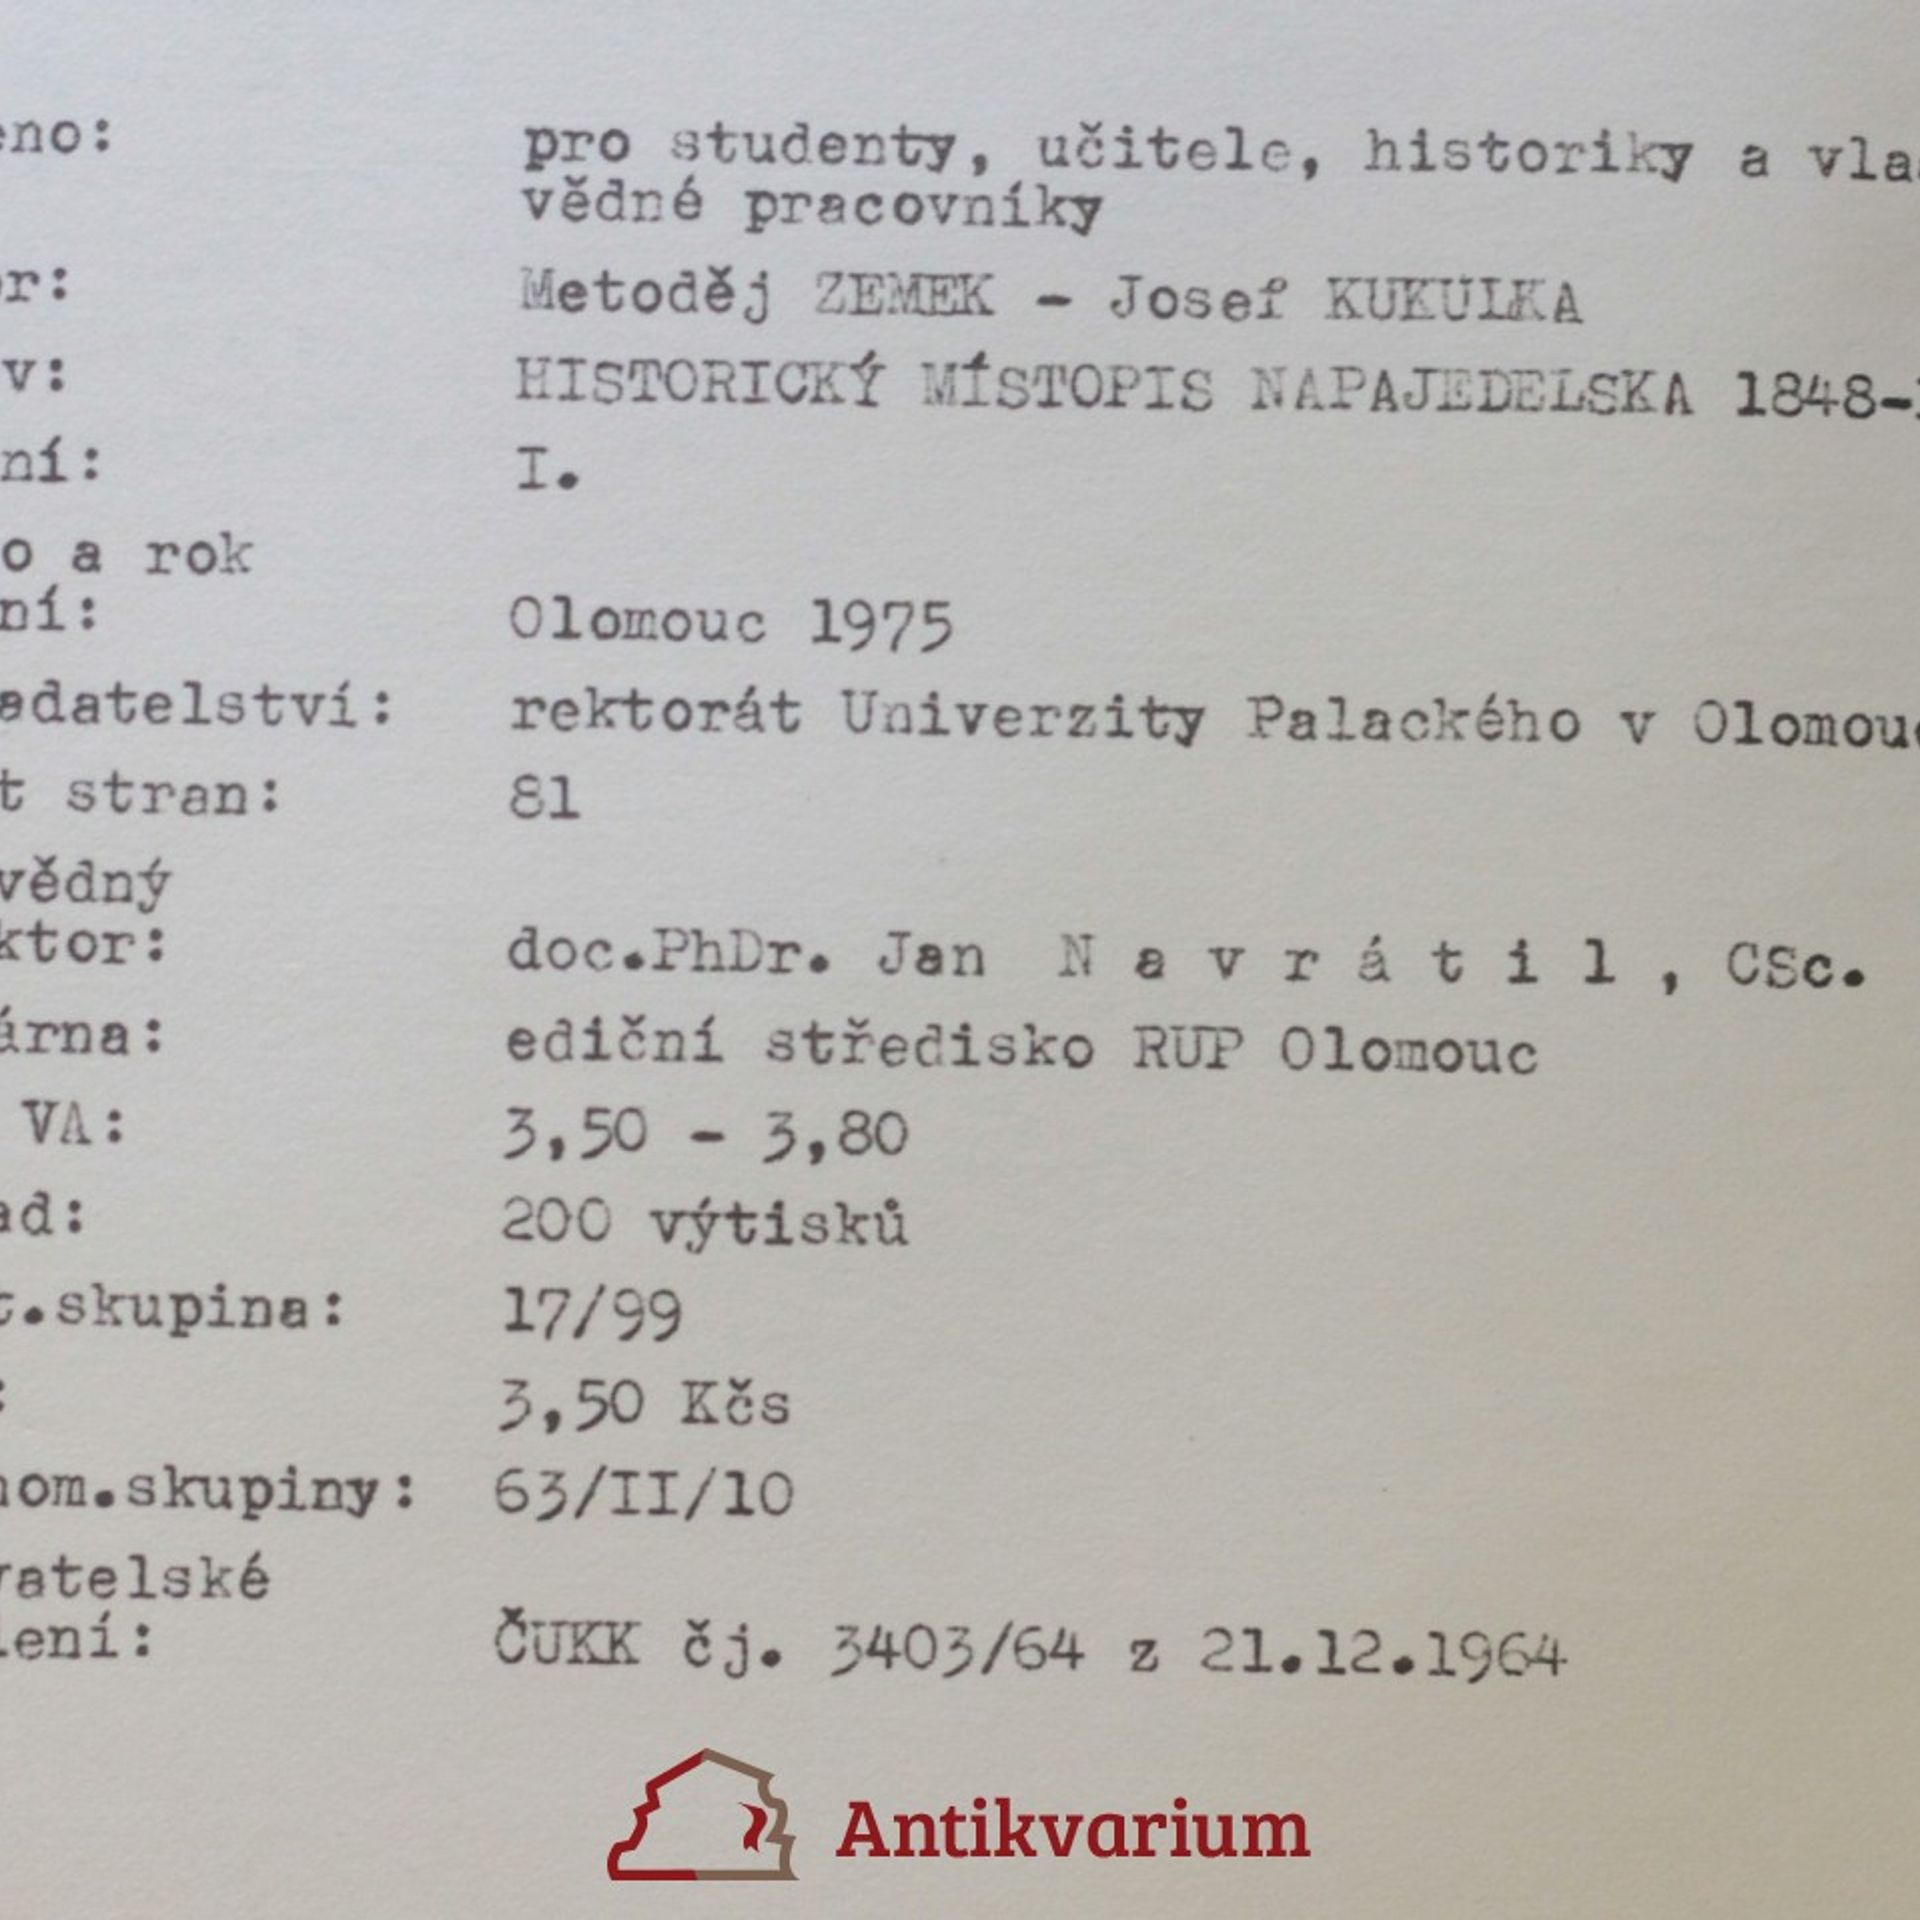 eno: pro studenty, učitele, historiky a vla
vědné pracovníky
r: Metoděj ZEMEK - Josef KUKULKA
v: HISTORICKÝ MÍSTOPIS NAPAJEDELSKA 1848-
ní: I.
o a rok
ní: Olomouc 1975
adatelství: rektorát Univerzity Palackého v Olomouc
t stran: 81
vědný
ktor: doc.PhDr. Jan N a v r á t i l , CSc.
árna: ediční středisko RUP Olomouc
VA: 3,50 - 3,80
ad: 200 výtisků
t.skupina: 17/99
: 3,50 Kčs
nom.skupiny: 63/II/10
vatelské
lení: ČUKK čj. 3403/64 z 21.12.1964
Antikvarium